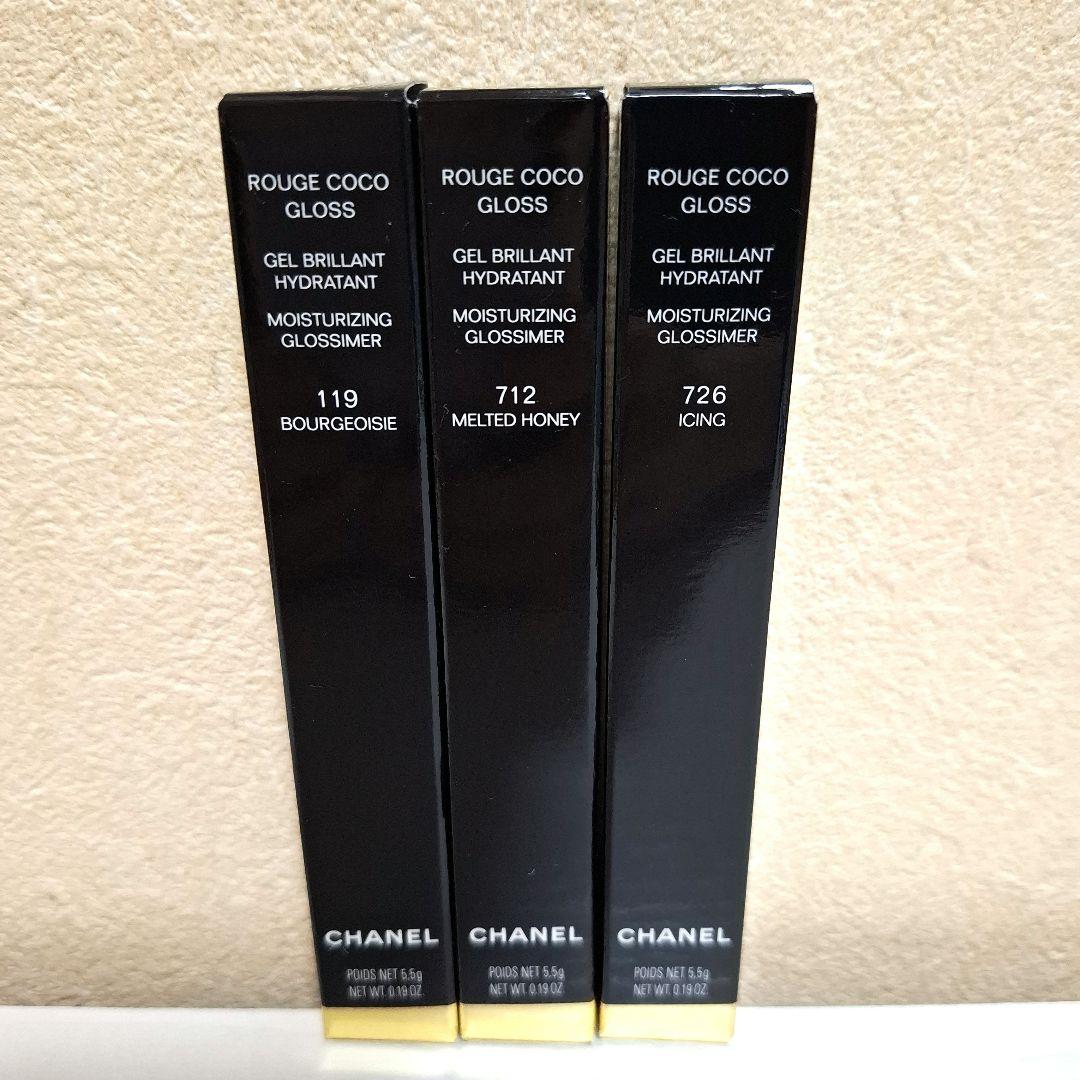 ROUGE COCO
GLOSS
GEL BRILLANT
HYDRATANT
MOISTURIZING
GLOSSIMER
119
BOURGEOISIE
CHANEL
POIDS NET 5.5g
NET WT. 0.19 OZ.
ROUGE COCO
GLOSS
GEL BRILLANT
HYDRATANT
MOISTURIZING
GLOSSIMER
712
MELTED HONEY
CHANEL
POIDS NET 5.5g
NET WT. 0.19 OZ.
ROUGE COCO
GLOSS
GEL BRILLANT
HYDRATANT
MOISTURIZING
GLOSSIMER
726
ICING
CHANEL
POIDS NET 5.5g
NET WT. 0.19 OZ.